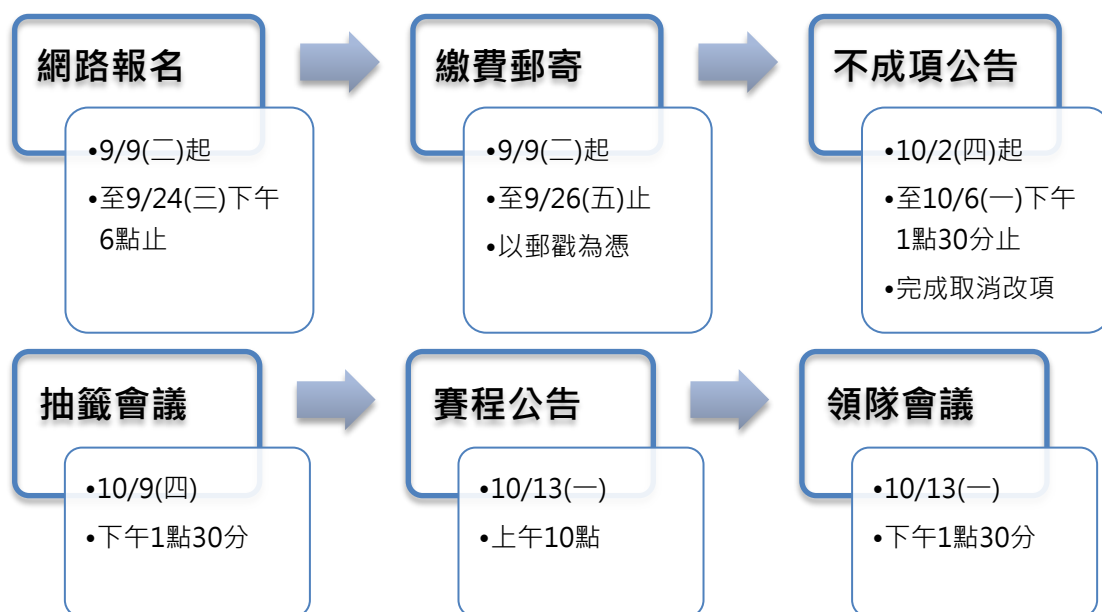 網路報名
•9/9(二)起
•至9/24(三)下午
6點止
繳費郵寄
•9/9(二)起
•至9/26(五)止
•以郵戳為憑
不成項公告
•10/2(四)起
•至10/6(一)下午
1點30分止
•完成取消改項
抽籤會議
•10/9(四)
•下午1點30分
賽程公告
•10/13(一)
•上午10點
領隊會議
•10/13(一)
•下午1點30分